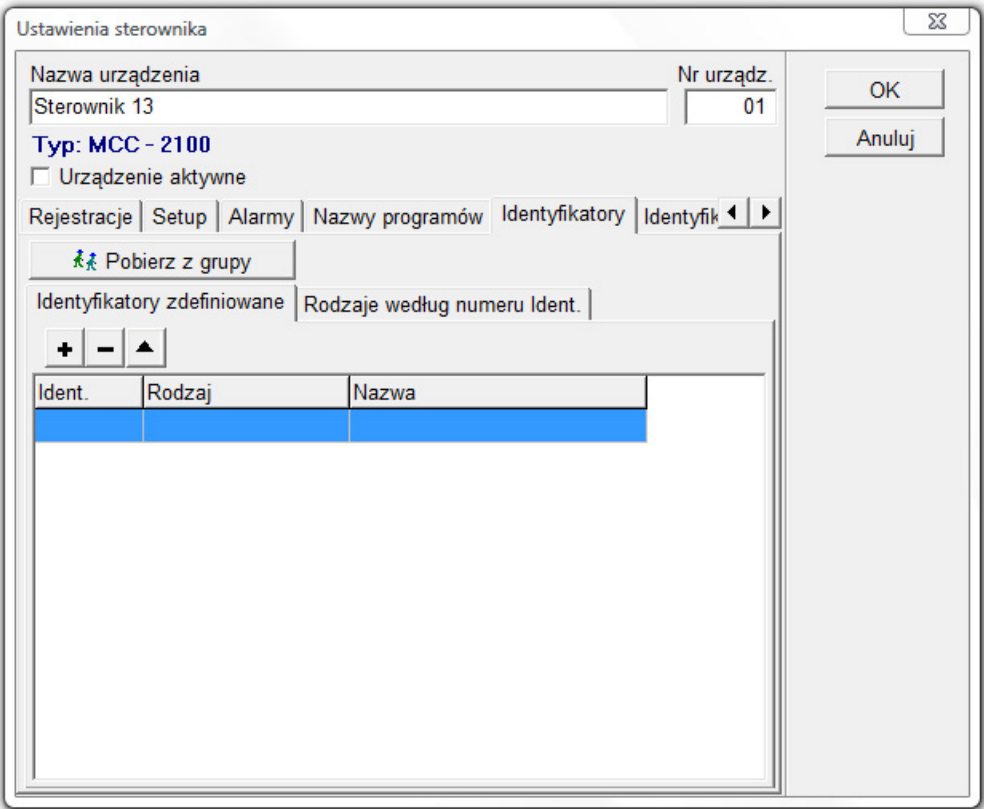 Ustawienia sterownika
Nazwa urządzenia Nr urządz.
Sterownik 13 01
OK
Typ: MCC - 2100
Anuluj
Urządzenie aktywne
Rejestracje Setup Alarmy Nazwy programów Identyfikatory Identyfik
Pobierz z grupy
Identyfikatory zdefiniowane Rodzaje według numeru Ident.
Ident. Rodzaj Nazwa